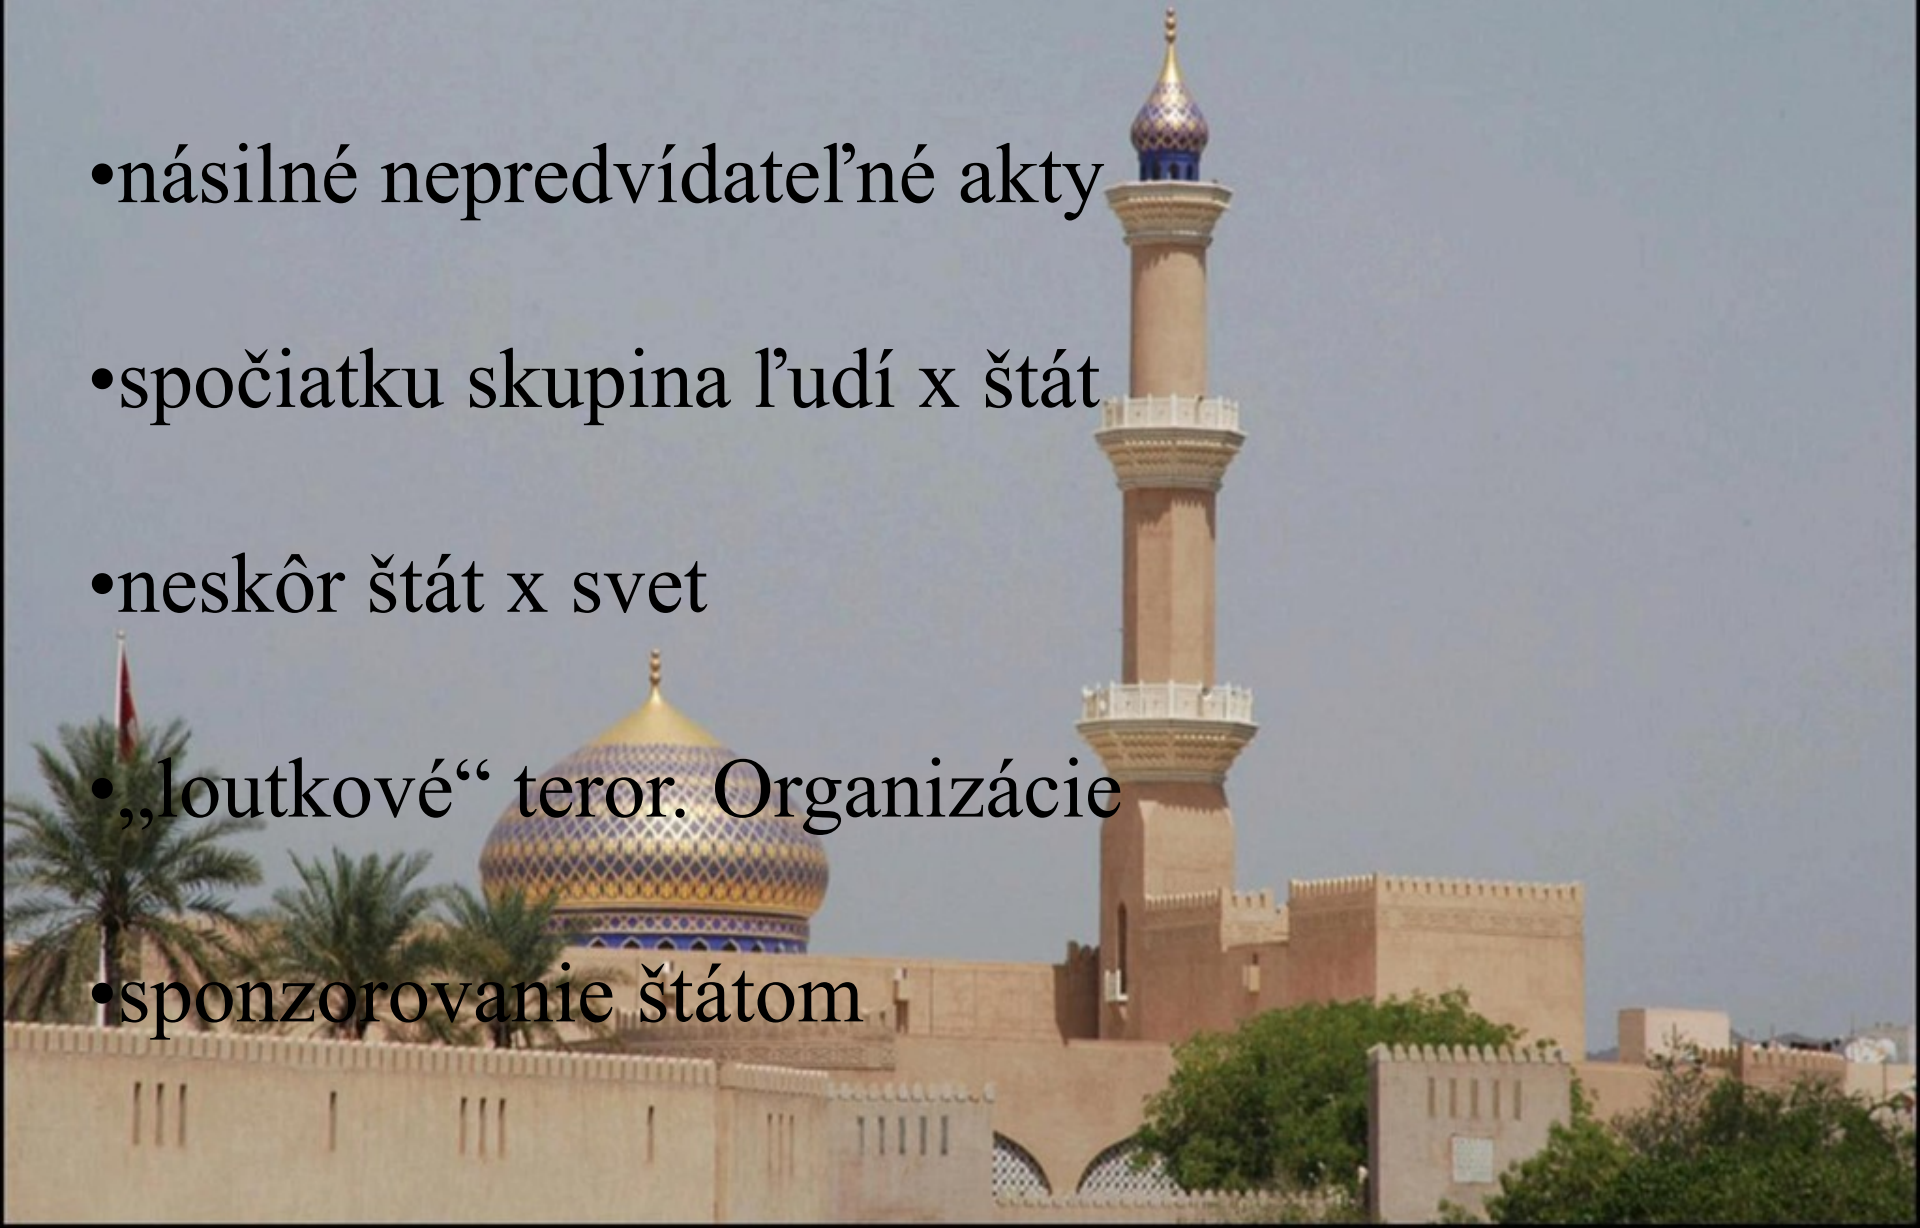 •násilné nepredvídateľné akty
•spočiatku skupina ľudí x štát
•neskôr štát x svet
•„loutkové“ teror. Organizácie
•sponzorovanie štátom